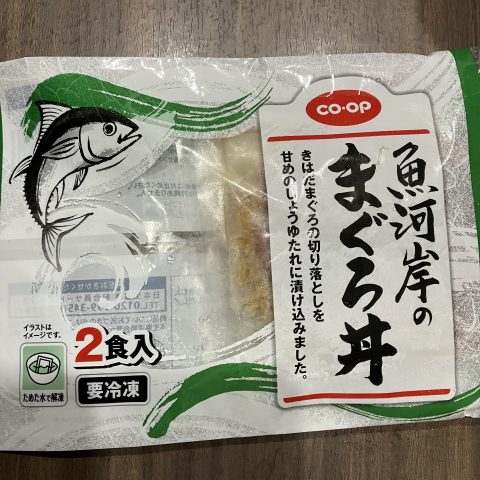 co·op
魚河岸の
まぐろ丼
きはだまぐろの切り落としを
甘めのしょうゆたれに漬け込みました。
イラストは
イメージです。
ためた水で解凍
2食入
要冷凍